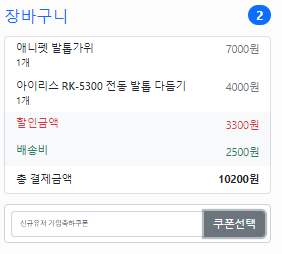 장바구니 2
애니펫 발톱가위 7000원
1개
아이리스 RK-5300 전동 발톱 다듬기 4000원
1개
할인금액 3300원
배송비 2500원
총 결제금액 10200원
신규유저 가입축하쿠폰 쿠폰선택